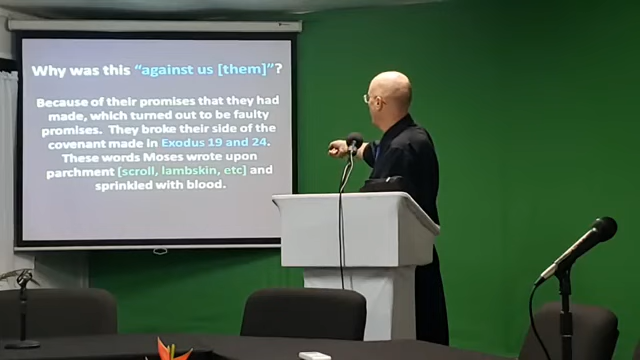 Why was this “against us [them]”?
Because of their promises that they had
made, which turned out to be faulty
promises. They broke their side of the
covenant made in Exodus 19 and 24.
These words Moses wrote upon
parchment [scroll, lambskin, etc] and
sprinkled with blood.